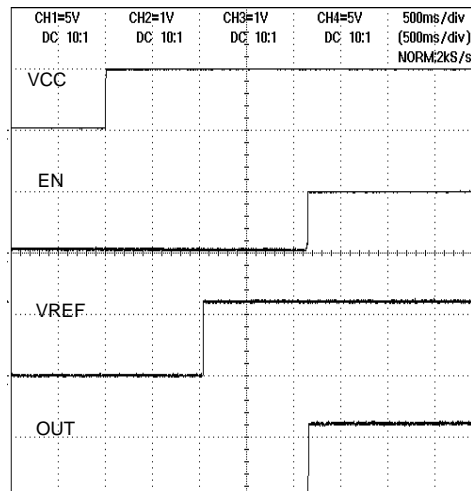 CH1=5V CH2=1V CH3=1V CH4=5V 500ms/div
DC 10:1 DC 10:1 DC 10:1 DC 10:1 (500ms/div)
NORM:2kS/s
VCC
EN
VREF
OUT